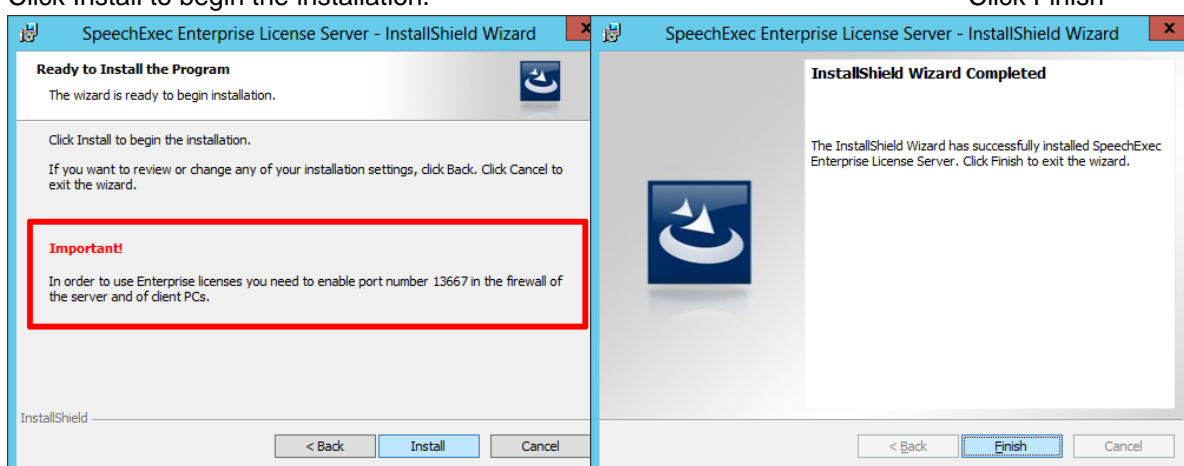 Click Install to begin the installation.
Click Finish
SpeechExec Enterprise License Server - InstallShield Wizard
x
Ready to Install the Program
The wizard is ready to begin installation.
Click Install to begin the installation.
If you want to review or change any of your installation settings, click Back. Click Cancel to
exit the wizard.
Important!
In order to use Enterprise licenses you need to enable port number 13667 in the firewall of
the server and of client PCs.
InstallShield
< Back
Install
Cancel
SpeechExec Enterprise License Server - InstallShield Wizard
x
InstallShield Wizard Completed
The InstallShield Wizard has successfully installed SpeechExec
Enterprise License Server. Click Finish to exit the wizard.
< Back
Finish
Cancel